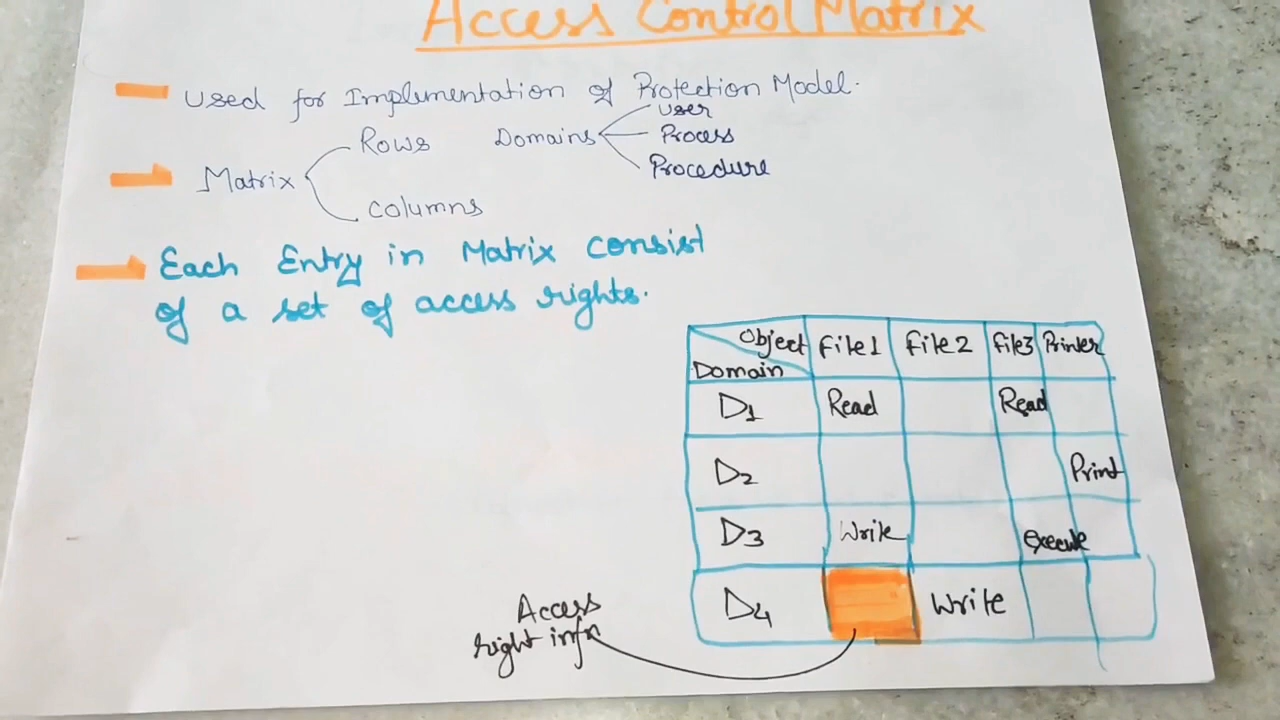 Access Control Matrix
Used for Implementation of Protection Model.
Matrix
Rows
columns
Domains
User
Process
Procedure
Each Entry in Matrix consist
of a set of access rights.
Object File1 File2 File3 Printer
Domain
D1 Read Read
D2 Print
D3 Write Execute
D4 Write
Access
right infn